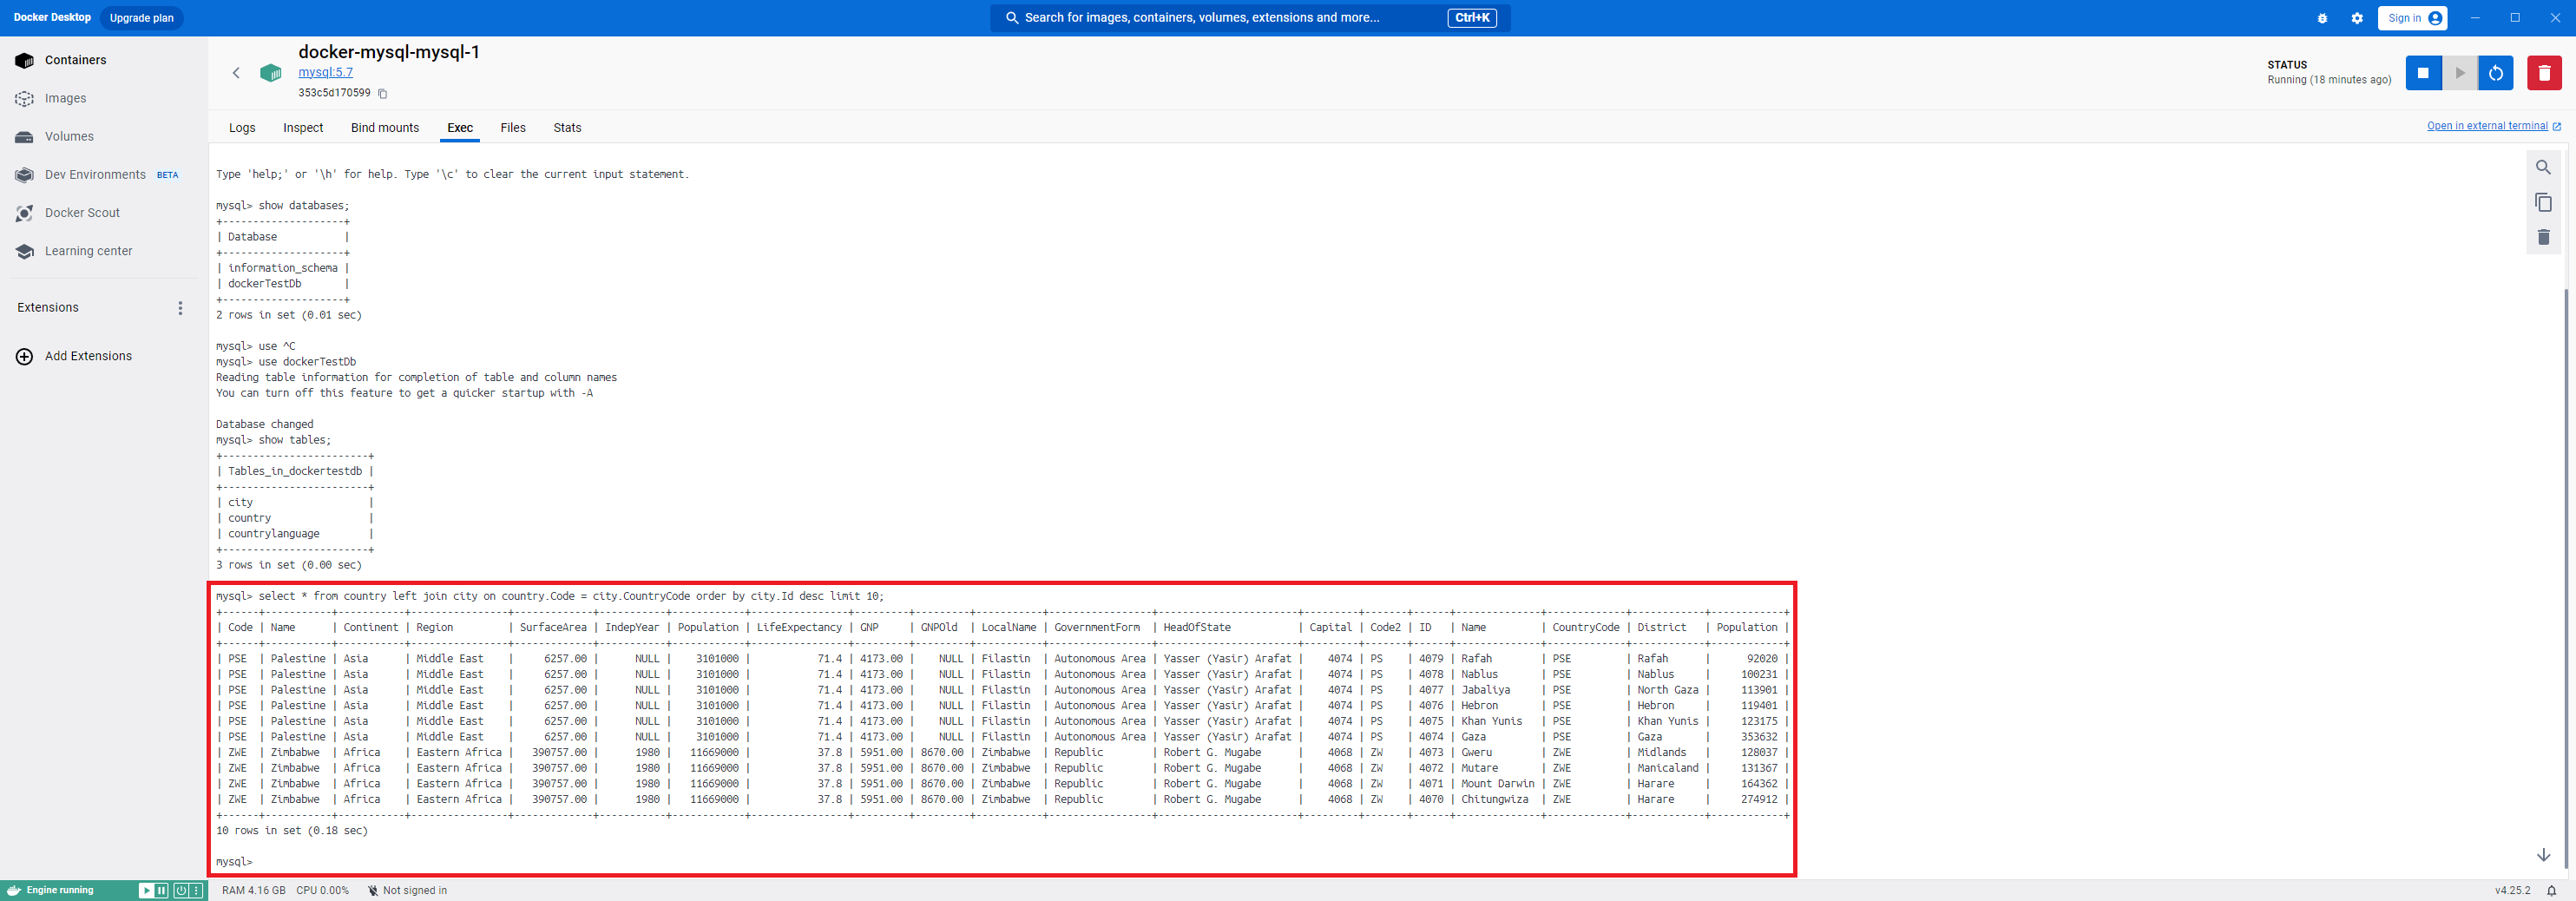 Docker Desktop Upgrade plan Search for images, containers, volumes, extensions and more... Ctrl+K Sign in
Containers
Images
Volumes
Dev Environments BETA
Docker Scout
Learning center
Extensions
Add Extensions
docker-mysql-mysql-1
mysql:5.7
353c5d170599
STATUS
Running (18 minutes ago)
Logs Inspect Bind mounts Exec Files Stats Open in external terminal
Type 'help;' or '\h' for help. Type '\c' to clear the current input statement.
mysql> show databases;
+--------------------+
| Database           |
+--------------------+
| information_schema |
| dockerTestDb       |
+--------------------+
2 rows in set (0.01 sec)
mysql> use ^C
mysql> use dockerTestDb
Reading table information for completion of table and column names
You can turn off this feature to get a quicker startup with -A
Database changed
mysql> show tables;
+------------------------+
| Tables_in_dockertestdb |
+------------------------+
| city                   |
| country                |
| countrylanguage        |
+------------------------+
3 rows in set (0.00 sec)
mysql> select * from country left join city on country.Code = city.CountryCode order by city.Id desc limit 10;
+------+-----------+-----------+----------------+-------------+-----------+------------+----------------+---------+---------+-----------+-----------------+-----------------------+---------+-------+------+--------------+-------------+------------+------------+
| Code | Name      | Continent | Region         | SurfaceArea | IndepYear | Population | LifeExpectancy | GNP     | GNPOld  | LocalName | GovernmentForm  | HeadOfState           | Capital | Code2 | ID   | Name         | CountryCode | District   | Population |
+------+-----------+-----------+----------------+-------------+-----------+------------+----------------+---------+---------+-----------+-----------------+-----------------------+---------+-------+------+--------------+-------------+------------+------------+
| PSE  | Palestine | Asia      | Middle East    |     6257.00 |      NULL |    3101000 |           71.4 | 4173.00 |    NULL | Filastin  | Autonomous Area | Yasser (Yasir) Arafat |    4074 | PS    | 4079 | Rafah        | PSE         | Rafah      |      92020 |
| PSE  | Palestine | Asia      | Middle East    |     6257.00 |      NULL |    3101000 |           71.4 | 4173.00 |    NULL | Filastin  | Autonomous Area | Yasser (Yasir) Arafat |    4074 | PS    | 4078 | Nablus       | PSE         | Nablus     |     100231 |
| PSE  | Palestine | Asia      | Middle East    |     6257.00 |      NULL |    3101000 |           71.4 | 4173.00 |    NULL | Filastin  | Autonomous Area | Yasser (Yasir) Arafat |    4074 | PS    | 4077 | Jabaliya     | PSE         | North Gaza |     113901 |
| PSE  | Palestine | Asia      | Middle East    |     6257.00 |      NULL |    3101000 |           71.4 | 4173.00 |    NULL | Filastin  | Autonomous Area | Yasser (Yasir) Arafat |    4074 | PS    | 4076 | Hebron       | PSE         | Hebron     |     119401 |
| PSE  | Palestine | Asia      | Middle East    |     6257.00 |      NULL |    3101000 |           71.4 | 4173.00 |    NULL | Filastin  | Autonomous Area | Yasser (Yasir) Arafat |    4074 | PS    | 4075 | Khan Yunis   | PSE         | Khan Yunis |     123175 |
| PSE  | Palestine | Asia      | Middle East    |     6257.00 |      NULL |    3101000 |           71.4 | 4173.00 |    NULL | Filastin  | Autonomous Area | Yasser (Yasir) Arafat |    4074 | PS    | 4074 | Gaza         | PSE         | Gaza       |     353632 |
| ZWE  | Zimbabwe  | Africa    | Eastern Africa |   390757.00 |      1980 |   11669000 |           37.8 | 5951.00 | 8670.00 | Zimbabwe  | Republic        | Robert G. Mugabe      |    4068 | ZW    | 4073 | Gweru        | ZWE         | Midlands   |     128037 |
| ZWE  | Zimbabwe  | Africa    | Eastern Africa |   390757.00 |      1980 |   11669000 |           37.8 | 5951.00 | 8670.00 | Zimbabwe  | Republic        | Robert G. Mugabe      |    4068 | ZW    | 4072 | Mutare       | ZWE         | Manicaland |     131367 |
| ZWE  | Zimbabwe  | Africa    | Eastern Africa |   390757.00 |      1980 |   11669000 |           37.8 | 5951.00 | 8670.00 | Zimbabwe  | Republic        | Robert G. Mugabe      |    4068 | ZW    | 4071 | Mount Darwin | ZWE         | Harare     |     164362 |
| ZWE  | Zimbabwe  | Africa    | Eastern Africa |   390757.00 |      1980 |   11669000 |           37.8 | 5951.00 | 8670.00 | Zimbabwe  | Republic        | Robert G. Mugabe      |    4068 | ZW    | 4070 | Chitungwiza  | ZWE         | Harare     |     274912 |
+------+-----------+-----------+----------------+-------------+-----------+------------+----------------+---------+---------+-----------+-----------------+-----------------------+---------+-------+------+--------------+-------------+------------+------------+
10 rows in set (0.18 sec)
mysql>
Engine running RAM 4.16 GB CPU 0.00% Not signed in v4.25.2